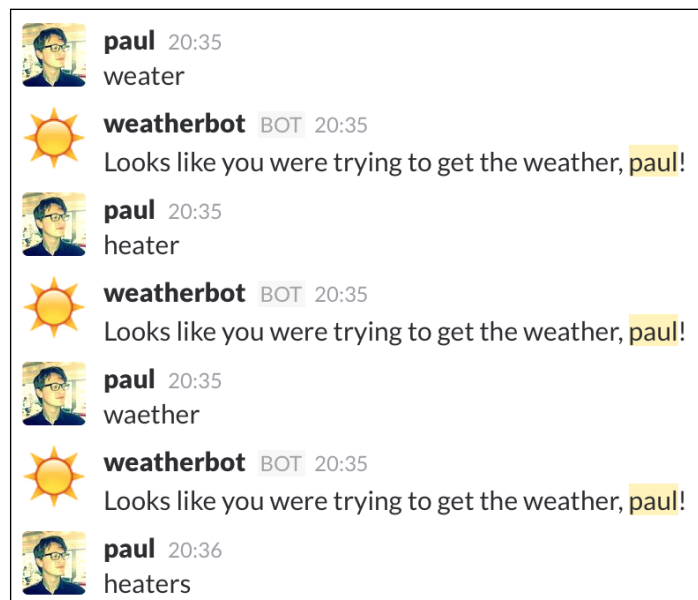 paul 20:35
weater
weatherbot BOT 20:35
Looks like you were trying to get the weather, paul!
paul 20:35
heater
weatherbot BOT 20:35
Looks like you were trying to get the weather, paul!
paul 20:35
waether
weatherbot BOT 20:35
Looks like you were trying to get the weather, paul!
paul 20:36
heaters